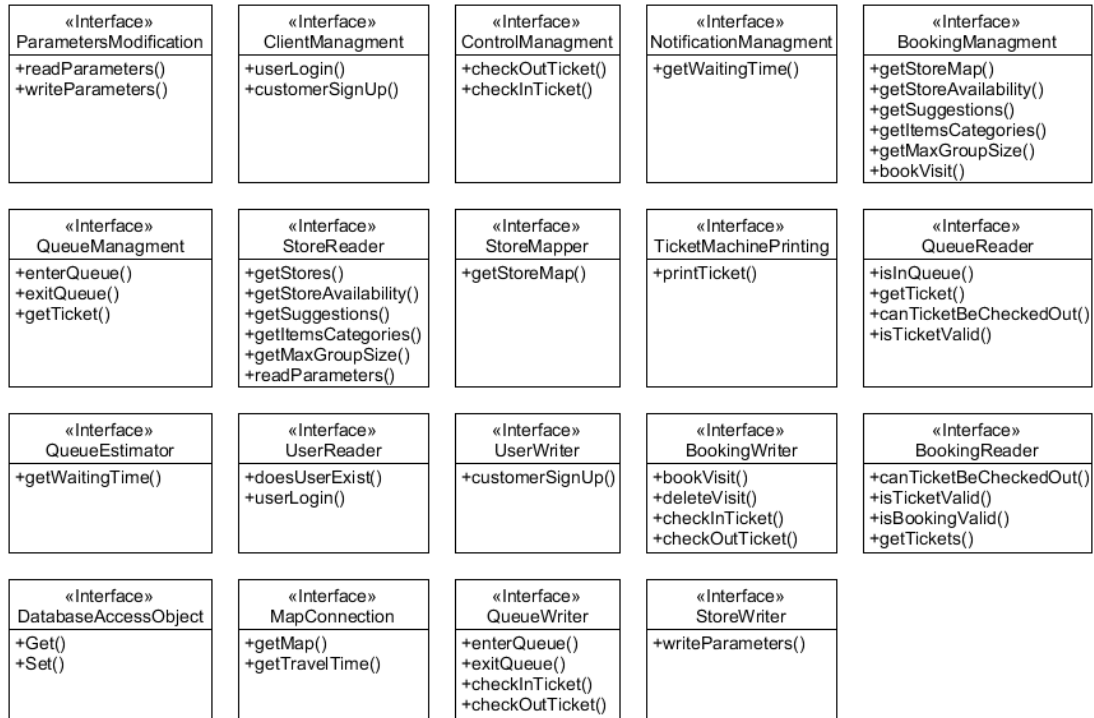 «Interface»
ParametersModification
+readParameters()
+writeParameters()
«Interface»
ClientManagment
+userLogin()
+customerSignUp()
«Interface»
ControlManagment
+checkOutTicket()
+checkInTicket()
«Interface»
NotificationManagment
+getWaitingTime()
«Interface»
BookingManagment
+getStoreMap()
+getStoreAvailability()
+getSuggestions()
+getItemsCategories()
+getMaxGroupSize()
+bookVisit()
«Interface»
QueueManagment
+enterQueue()
+exitQueue()
+getTicket()
«Interface»
StoreReader
+getStores()
+getStoreAvailability()
+getSuggestions()
+getItemsCategories()
+getMaxGroupSize()
+readParameters()
«Interface»
StoreMapper
+getStoreMap()
«Interface»
TicketMachinePrinting
+printTicket()
«Interface»
QueueReader
+isInQueue()
+getTicket()
+canTicketBeCheckedOut()
+isTicketValid()
«Interface»
QueueEstimator
+getWaitingTime()
«Interface»
UserReader
+doesUserExist()
+userLogin()
«Interface»
UserWriter
+customerSignUp()
«Interface»
BookingWriter
+bookVisit()
+deleteVisit()
+checkInTicket()
+checkOutTicket()
«Interface»
BookingReader
+canTicketBeCheckedOut()
+isTicketValid()
+isBookingValid()
+getTickets()
«Interface»
DatabaseAccessObject
+Get()
+Set()
«Interface»
MapConnection
+getMap()
+getTravelTime()
«Interface»
QueueWriter
+enterQueue()
+exitQueue()
+checkInTicket()
+checkOutTicket()
«Interface»
StoreWriter
+writeParameters()